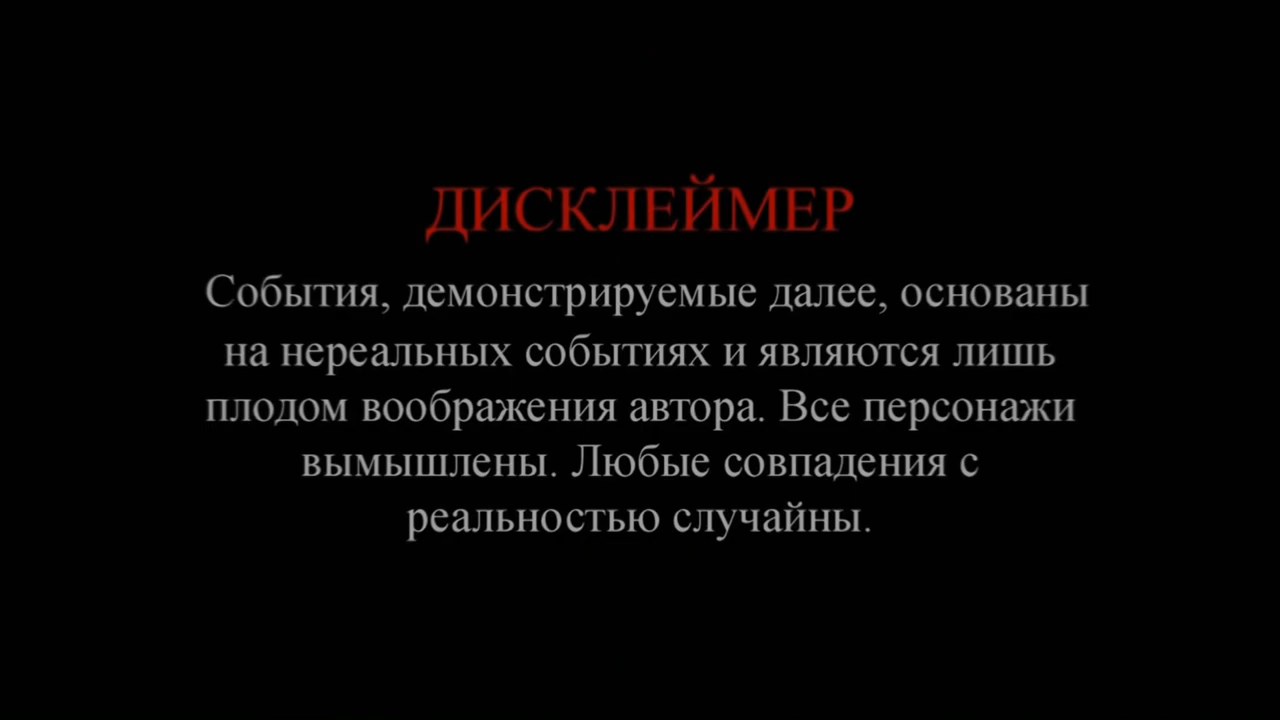 ДИСКЛЕЙМЕР
События, демонстрируемые далее, основаны
на нереальных событиях и являются лишь
плодом воображения автора. Все персонажи
вымышлены. Любые совпадения с
реальностью случайны.